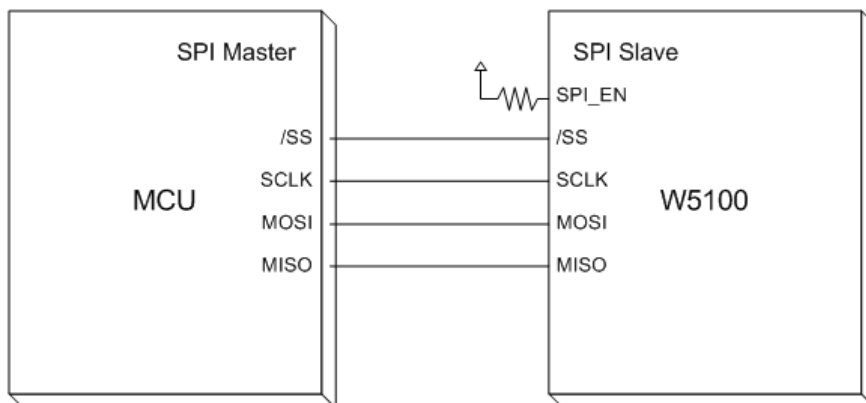 SPI Master
/SS
SCLK
MCU
MOSI
MISO
SPI Slave
SPI_EN
/SS
SCLK
W5100
MOSI
MISO